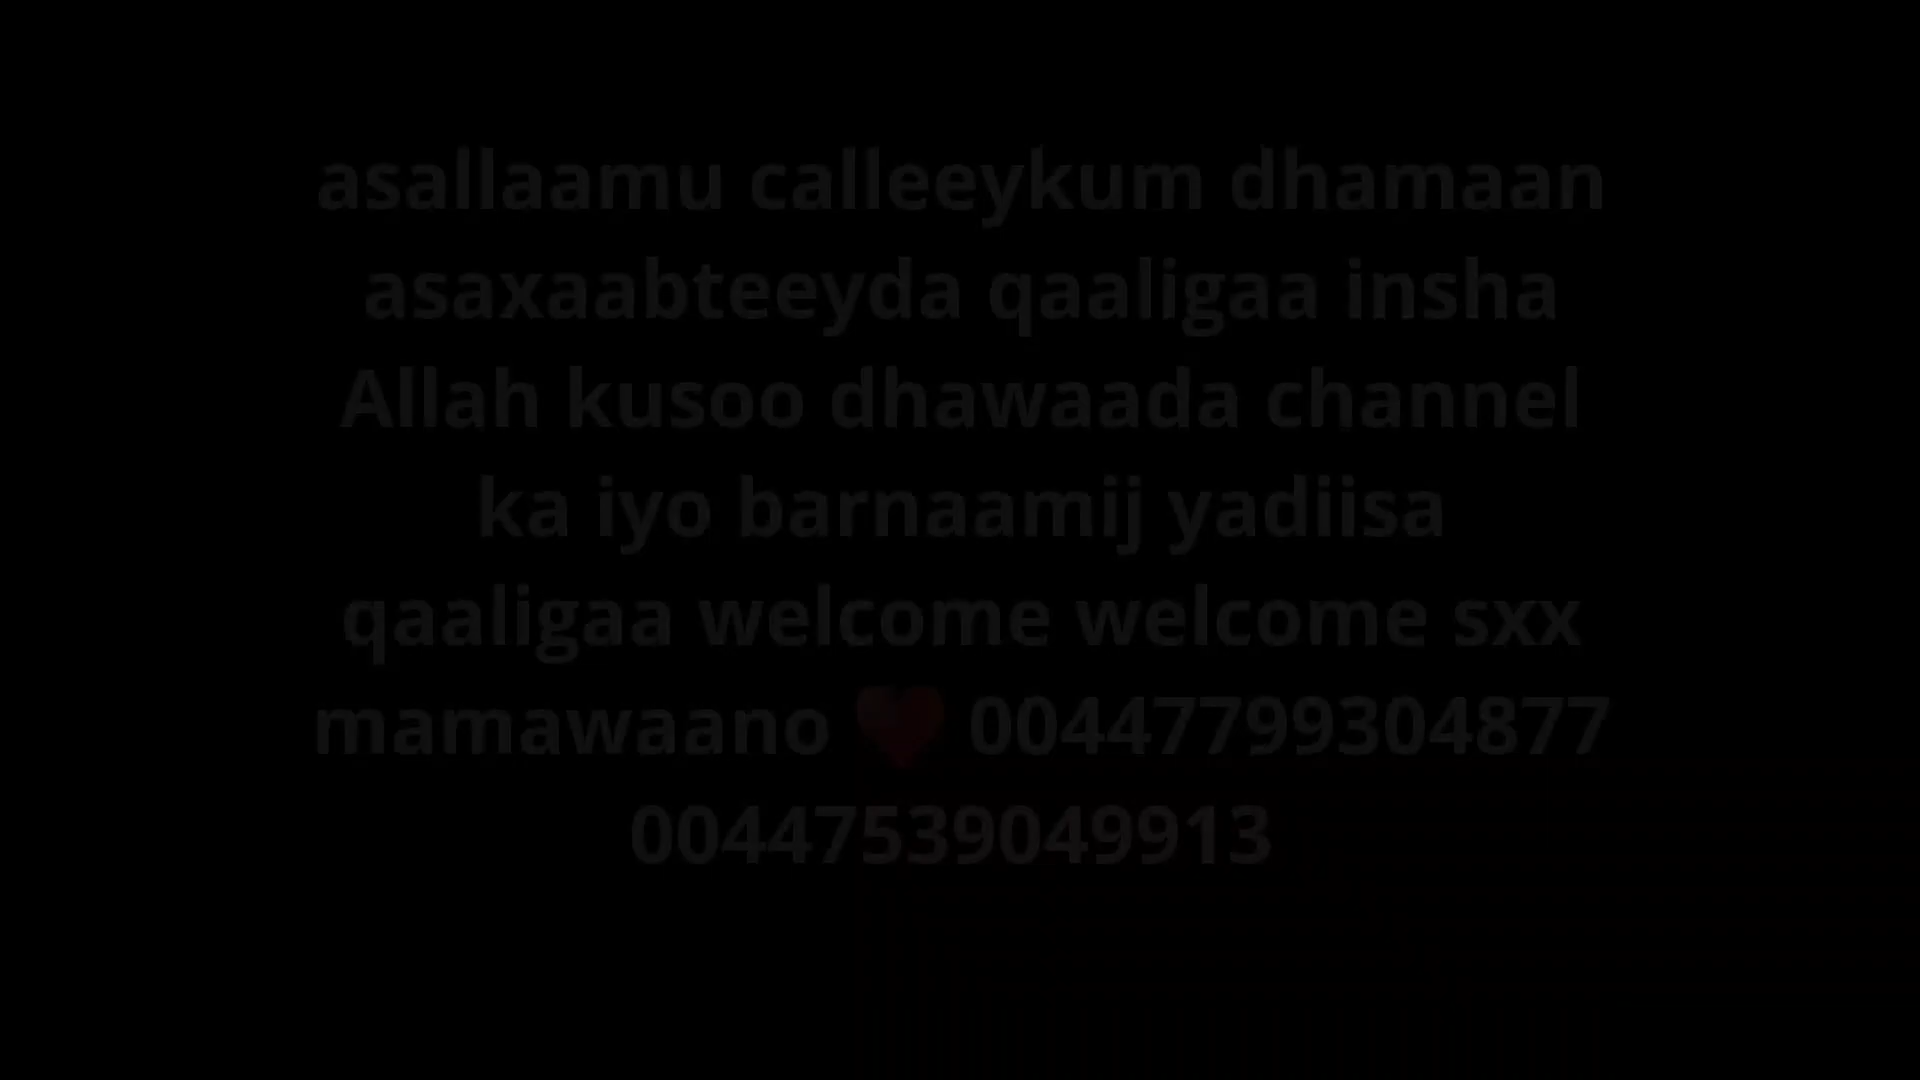 asallaamu calleeykum dhamaan
asaxaabteeyda qaaligaa insha
Allah kusoo dhawaada channel
ka iyo barnaamij yadiisa
qaaligaa welcome welcome sxx
mamawaano ❤ 00447799304877
00447539049913